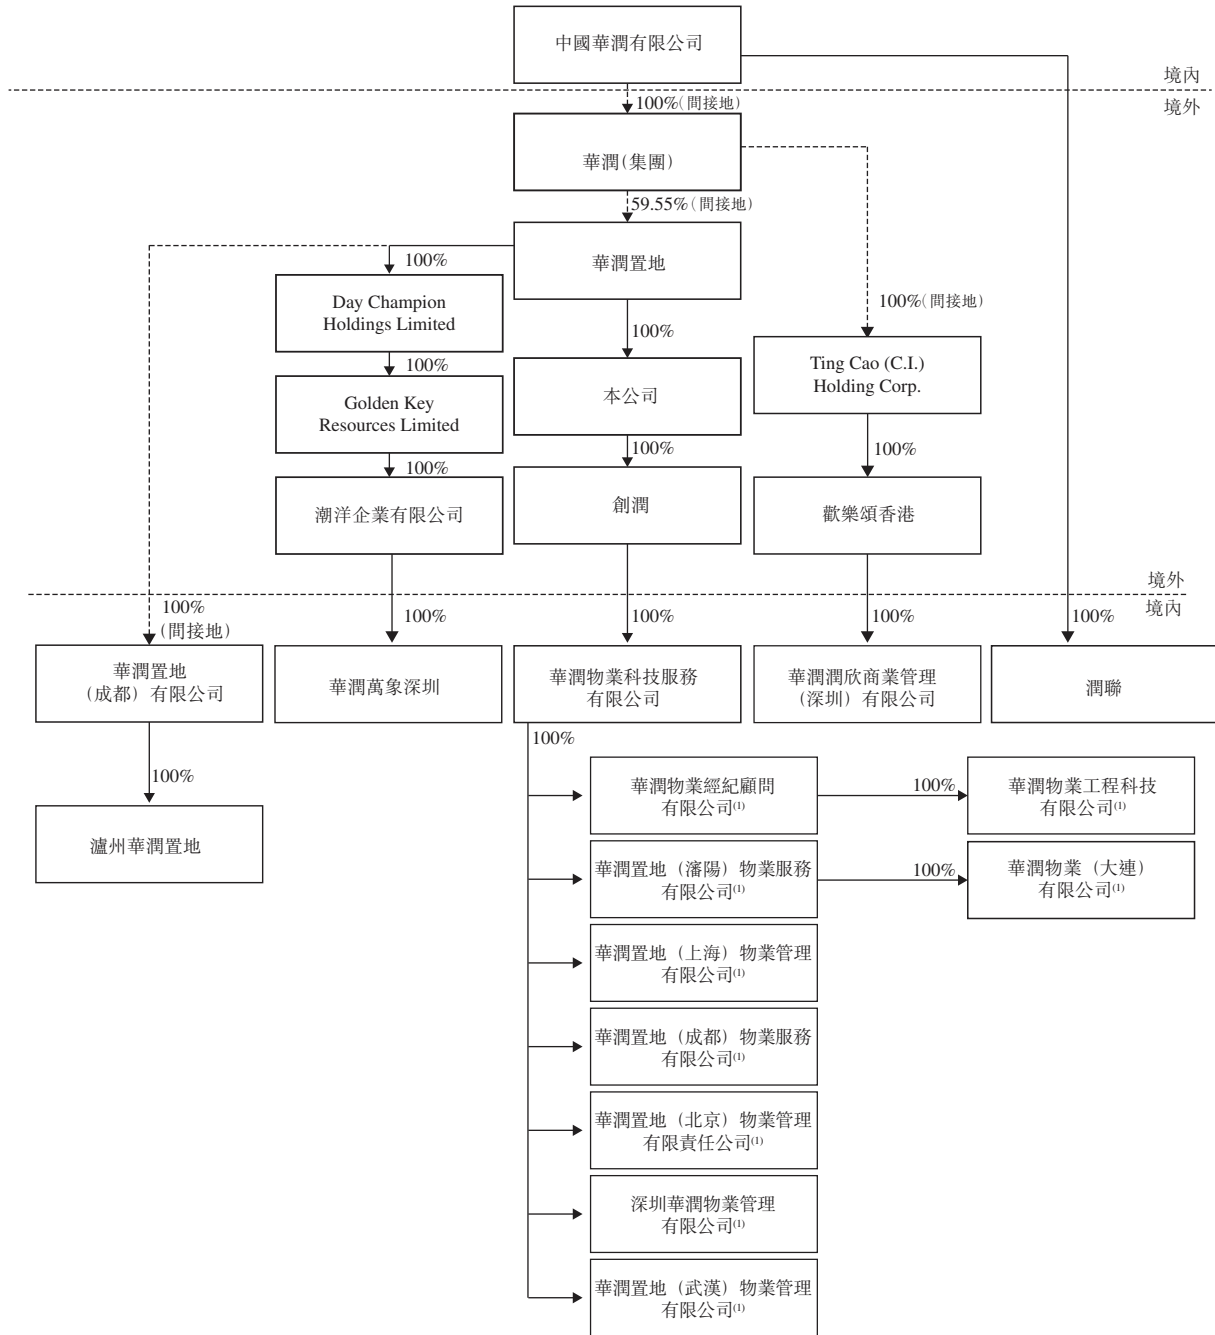 中國華潤有限公司
境內
境外
100%(間接地)
華潤(集團)
59.55%(間接地)
華潤置地
100%
Day Champion
Holdings Limited
100%(間接地)
100%
Ting Cao (C.I.)
Holding Corp.
100%
本公司
Golden Key
Resources Limited
100%
100%
100%
潮洋企業有限公司
創潤
歡樂頌香港
境外
境內
100%
(間接地)
100%
100%
100%
100%
華潤置地
(成都)有限公司
華潤萬象深圳
華潤物業科技服務
有限公司
華潤潤欣商業管理
(深圳)有限公司
潤聯
100%
100%
瀘州華潤置地
華潤物業經紀顧問
有限公司(1)
100%
華潤物業工程科技
有限公司(1)
華潤置地(瀋陽)物業服務
有限公司(1)
100%
華潤物業(大連)
有限公司(1)
華潤置地(上海)物業管理
有限公司(1)
華潤置地(成都)物業服務
有限公司(1)
華潤置地(北京)物業管理
有限責任公司(1)
深圳華潤物業管理
有限公司(1)
華潤置地(武漢)物業管理
有限公司(1)